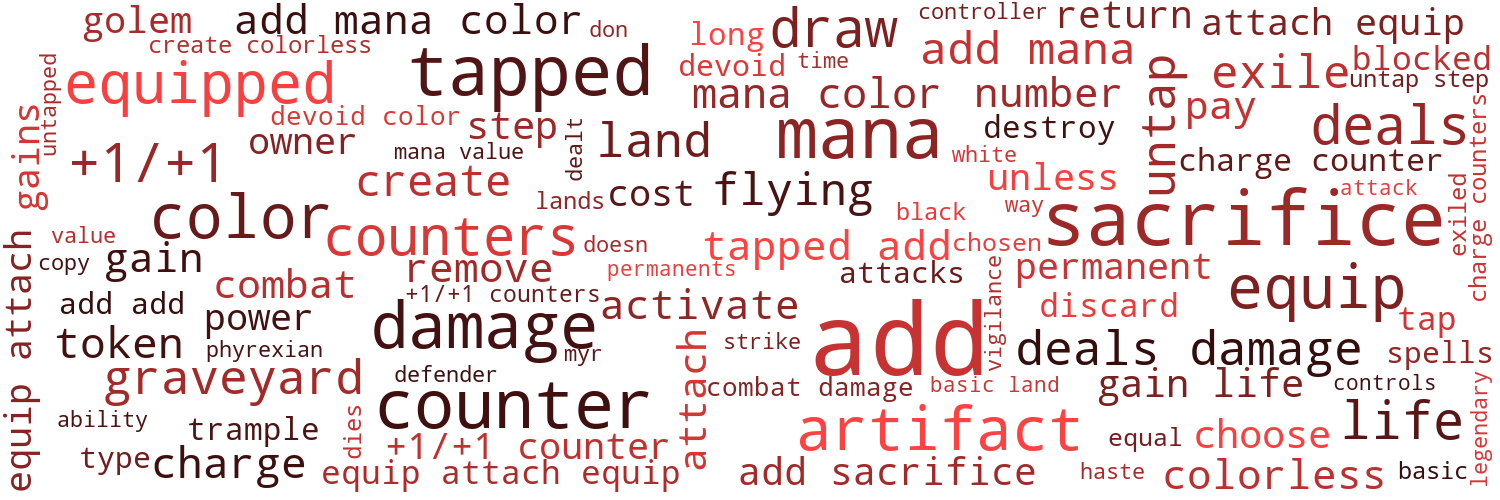 golem
add mana color
don
long
draw
controller
return
attach equip
create colorless
equipped
tapped
devoid
time
add mana
exile
blocked
untap step
untapped
gains
devoid color
step
mana color
number
untap
pay
deals
charge counters
owner
+1/+1
mana value
dealt
land
mana
destroy
white
charge counter
create
lands
cost
flying
unless
attack
color
counters
black
way
sacrifice
exiled
value
copy
gain
doesn
tapped add
chosen
equip attach
combat
remove
permanents
attacks
vigilance
permanent
equip
add add
power
+1/+1 counters
activate
add
discard
tap
token
phyrexian
damage
myr
attach
strike
deals damage
spells
graveyard
defender
combat damage
basic land
gain life
controls
legendary
ability
trample
dies
counter
artifact
equal
choose
life
type
charge
+1/+1 counter
equip attach equip
add sacrifice
haste
colorless
basic